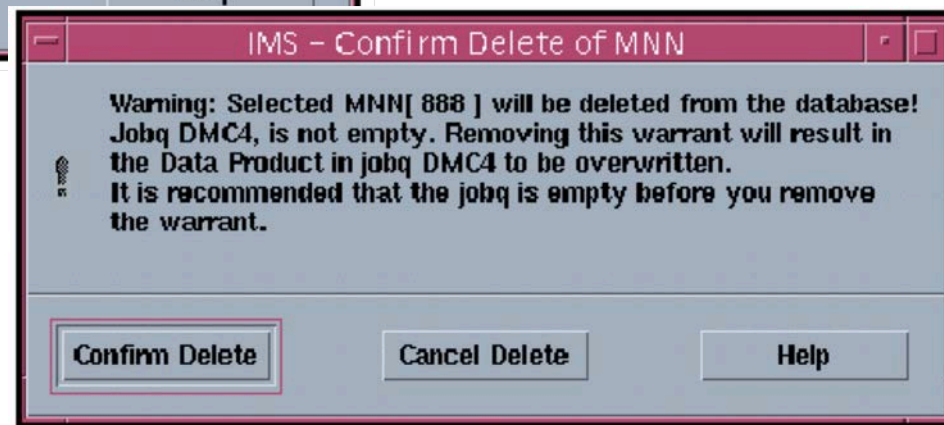 IMS - Confirm Delete of MNN
Warning: Selected MNN[ 888 ] will be deleted from the database!
Jobq DMC4, is not empty. Removing this warrant will result in
the Data Product in jobq DMC4 to be overwritten.
It is recommended that the jobq is empty before you remove
the warrant.
Confirm Delete
Cancel Delete
Help